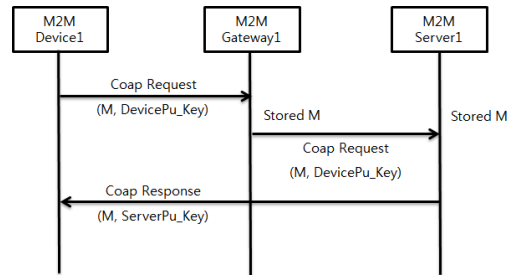 M2M
Device1
M2M
Gateway1
M2M
Server1
Coap Request
(M, DevicePu_Key)
Stored M
Stored M
Coap Request
(M, DevicePu_Key)
Coap Response
(M, ServerPu_Key)